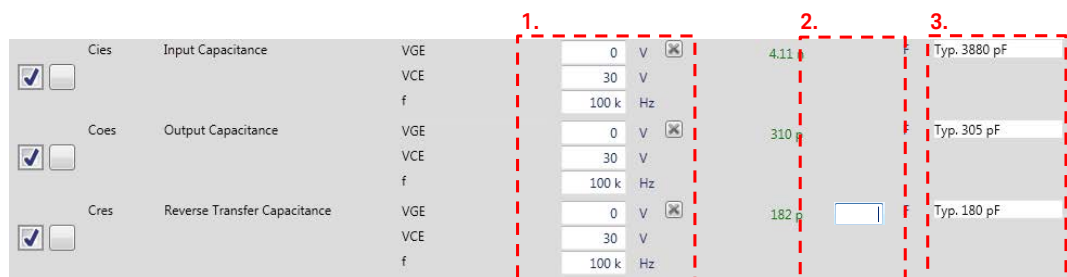 1. 2. 3.
Cies Input Capacitance VGE 0 V 4.11 n F Typ. 3880 pF
VCE 30 V
f 100 k Hz
Coes Output Capacitance VGE 0 V 310 p F Typ. 305 pF
VCE 30 V
f 100 k Hz
Cres Reverse Transfer Capacitance VGE 0 V 182 p F Typ. 180 pF
VCE 30 V
f 100 k Hz